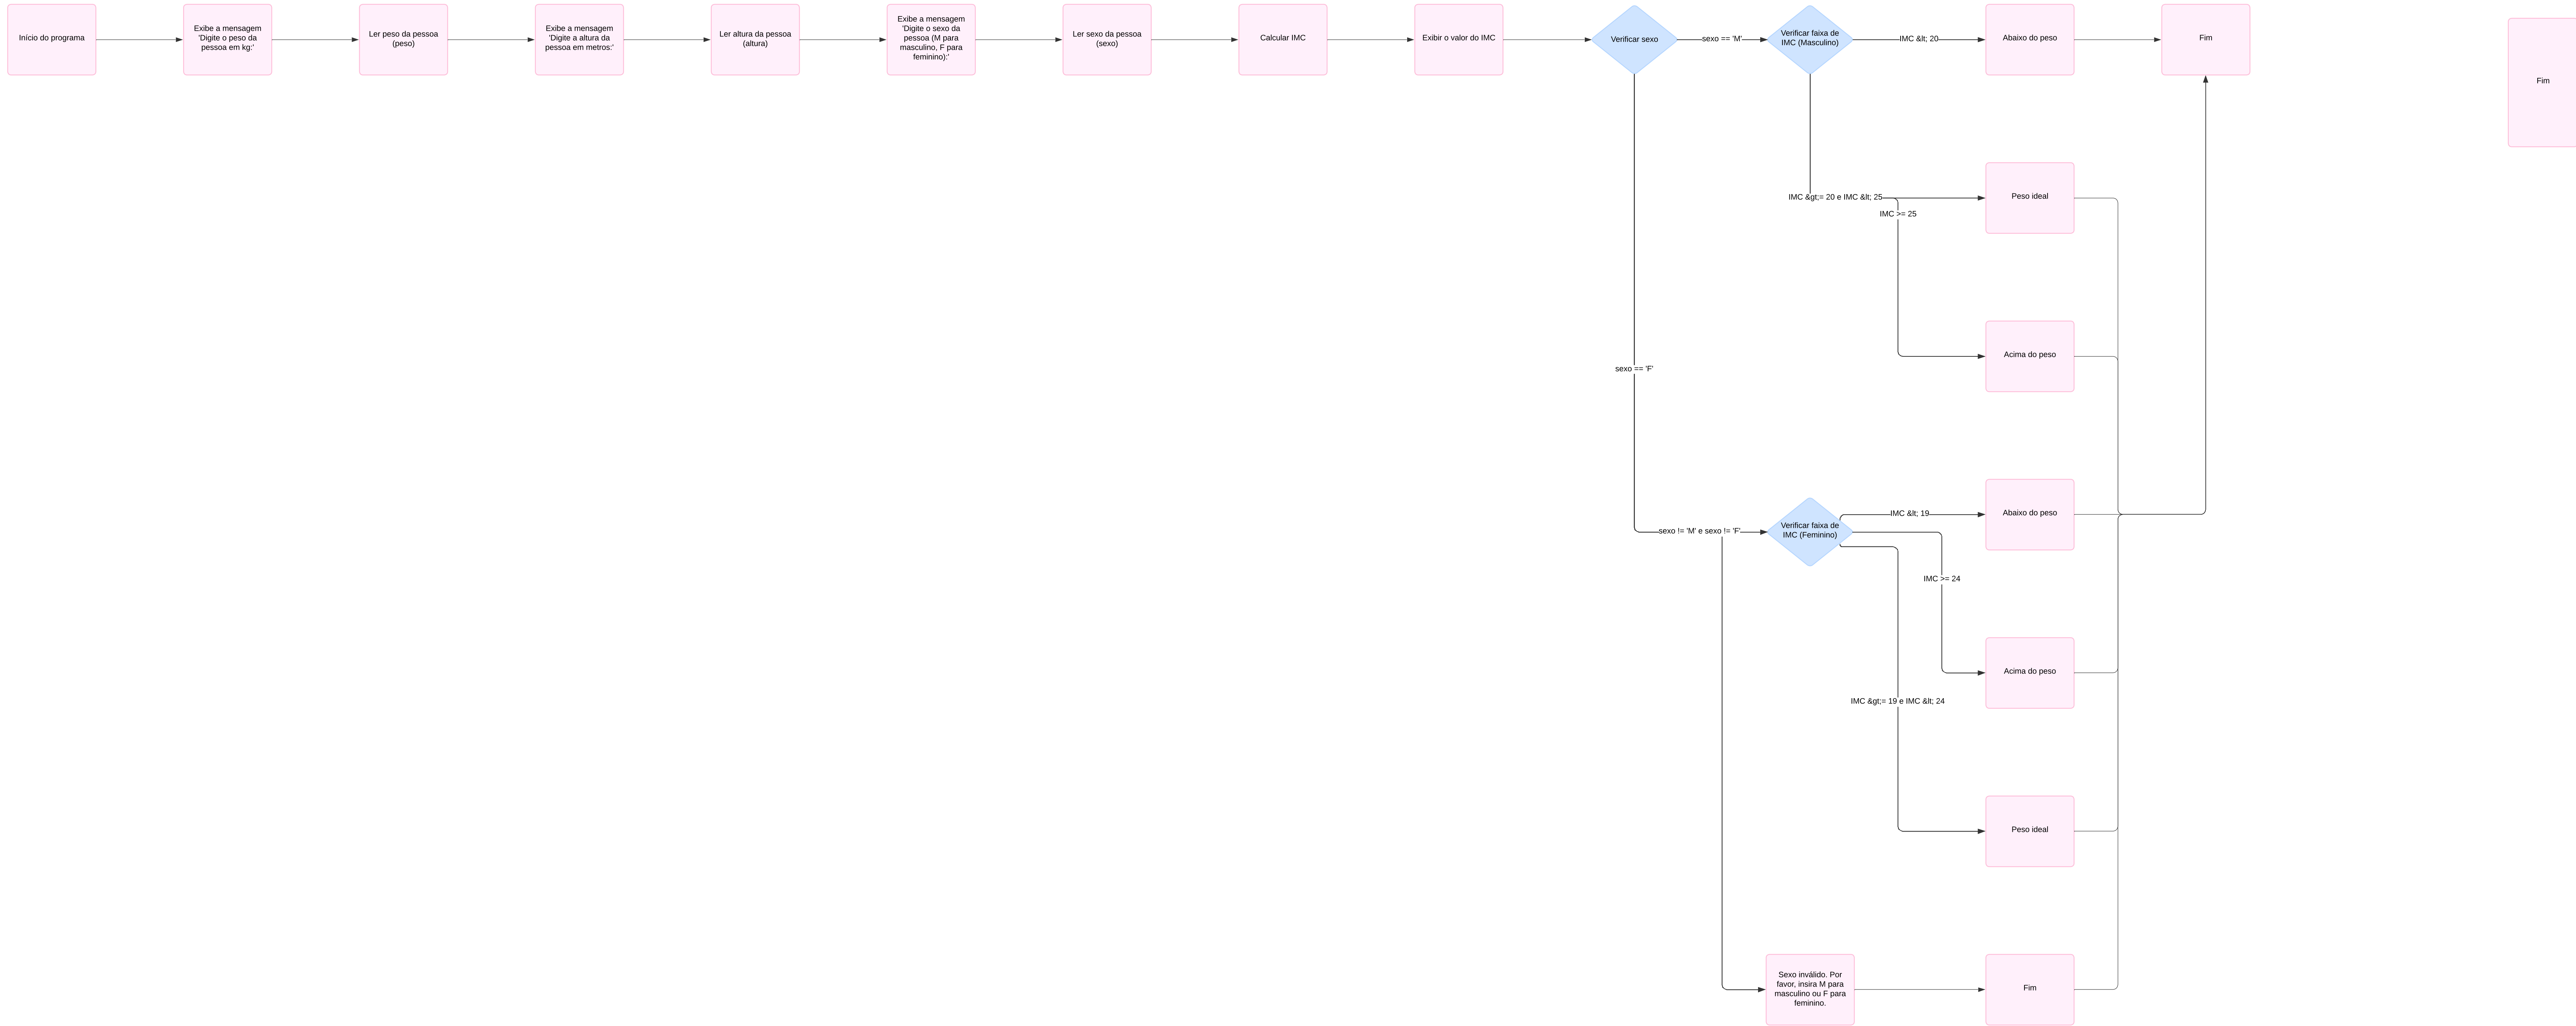 Início do programa
Exibe a mensagem
'Digite o peso da
pessoa em kg:'
Ler peso da pessoa
(peso)
Exibe a mensagem
'Digite a altura da
pessoa em metros:'
Ler altura da pessoa
(altura)
Exibe a mensagem
'Digite o sexo da
pessoa (M para
masculino, F para
feminino):'
Ler sexo da pessoa
(sexo)
Calcular IMC
Exibir o valor do IMC
Verificar sexo
sexo == 'M'
Verificar faixa de
IMC (Masculino)
IMC &lt; 20
Abaixo do peso
Fim
Fim
IMC &gt;= 20 e IMC &lt; 25
Peso ideal
IMC >= 25
Acima do peso
sexo == 'F'
sexo != 'M' e sexo != 'F'
Verificar faixa de
IMC (Feminino)
IMC &lt; 19
Abaixo do peso
IMC >= 24
Acima do peso
IMC &gt;= 19 e IMC &lt; 24
Peso ideal
Sexo inválido. Por
favor, insira M para
masculino ou F para
feminino.
Fim